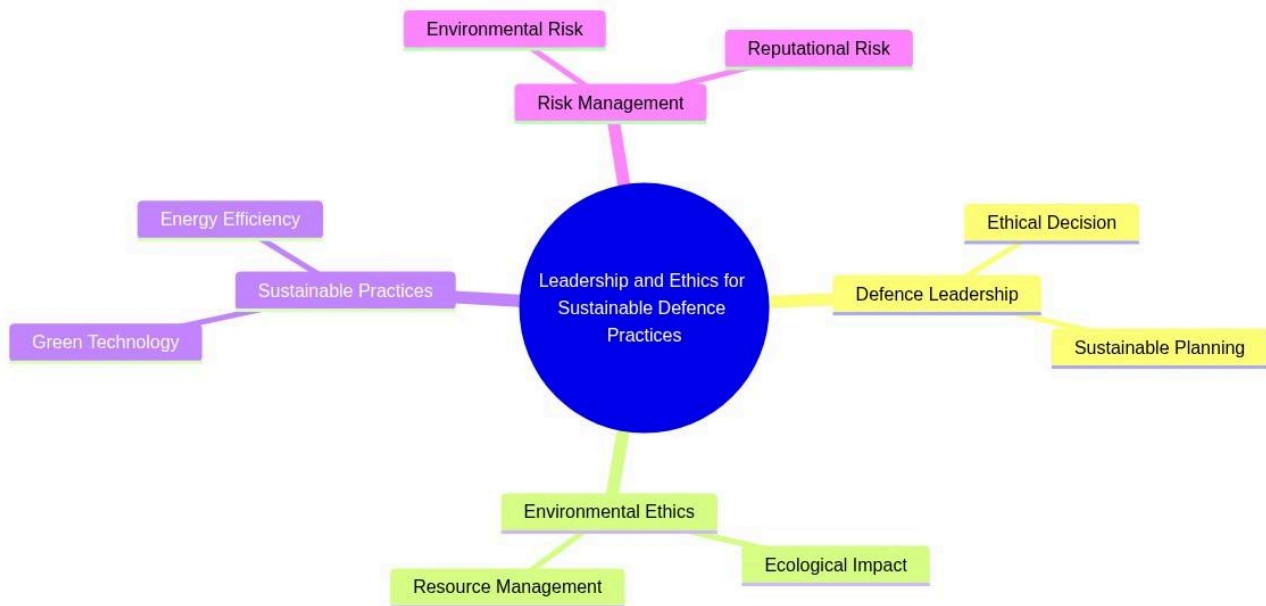 Environmental Risk
Reputational Risk
Risk Management
Energy Efficiency
Ethical Decision
Sustainable Practices
Leadership and Ethics for
Sustainable Defence
Practices
Defence Leadership
Green Technology
Sustainable Planning
Environmental Ethics
Ecological Impact
Resource Management